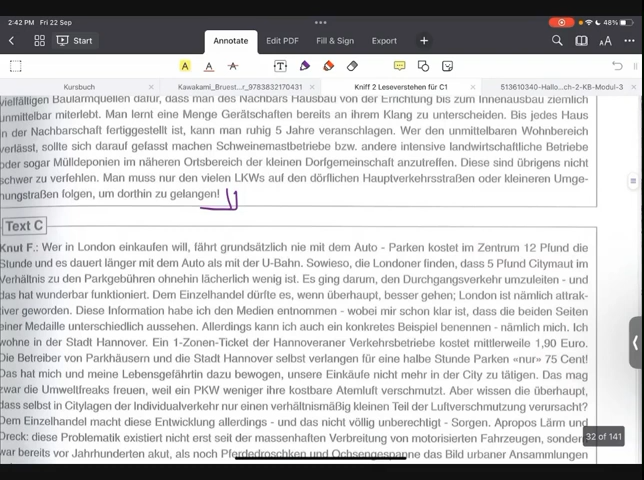 2:42 PM Fri 22 Sep
48%
Start
Annotate
Edit PDF
Fill & Sign
Export
Kursbuch
Kawakami_Bruest...r_9783832170431
Kniff 2 Leseverstehen für C1
513610340-Hallo...ch-2-KB-Modul-3
vielfältigen Baulärmquellen dafür, dass man des Nachbars Hausbau von der Errichtung bis zum Innenausbau ziemlich
unmittelbar miterlebt. Man lernt eine Menge Gerätschaften bereits an ihrem Klang zu unterscheiden. Bis jedes Haus
in der Nachbarschaft fertiggestellt ist, kann man ruhig 5 Jahre veranschlagen. Wer den unmittelbaren Wohnbereich
verlässt, sollte sich darauf gefasst machen Schweinemastbetriebe bzw. andere intensive landwirtschaftliche Betriebe
oder sogar Mülldeponien im näheren Ortsbereich der kleinen Dorfgemeinschaft anzutreffen. Diese sind übrigens nicht
schwer zu verfehlen. Man muss nur den vielen LKWs auf den dörflichen Hauptverkehrsstraßen oder kleineren Umge-
hungstraßen folgen, um dorthin zu gelangen!
Text C
Knut F.: Wer in London einkaufen will, fährt grundsätzlich nie mit dem Auto - Parken kostet im Zentrum 12 Pfund die
Stunde und es dauert länger mit dem Auto als mit der U-Bahn. Sowieso, die Londoner finden, dass 5 Pfund Citymaut im
Verhältnis zu den Parkgebühren ohnehin lächerlich wenig ist. Es ging darum, den Durchgangsverkehr umzuleiten - und
das hat wunderbar funktioniert. Dem Einzelhandel dürfte es, wenn überhaupt, besser gehen; London ist nämlich attrak-
tiver geworden. Diese Information habe ich den Medien entnommen - wobei mir schon klar ist, dass die beiden Seiten
einer Medaille unterschiedlich aussehen. Allerdings kann ich auch ein konkretes Beispiel benennen - nämlich mich. Ich
wohne in der Stadt Hannover. Ein 1-Zonen-Ticket der Hannoveraner Verkehrsbetriebe kostet mittlerweile 1,90 Euro.
Die Betreiber von Parkhäusern und die Stadt Hannover selbst verlangen für eine halbe Stunde Parken «nur» 75 Cent!
Das hat mich und meine Lebensgefährtin dazu bewogen, unsere Einkäufe nicht mehr in der City zu tätigen. Das mag
zwar die Umweltfreaks freuen, weil ein PKW weniger ihre kostbare Atemluft verschmutzt. Aber wissen die überhaupt,
dass selbst in Citylagen der Individualverkehr nur einen verhältnismäßig kleinen Teil der Luftverschmutzung verursacht?
Dem Einzelhandel macht diese Entwicklung allerdings - und das nicht völlig unberechtigt - Sorgen. Apropos Lärm und
Dreck: diese Problematik existiert nicht erst seit der massenhaften Verbreitung von motorisierten Fahrzeugen, sondern
war bereits vor Jahrhunderten akut, als noch Pferdedroschken und Ochsengespanne das Bild urbaner Ansammlungen
32 of 141